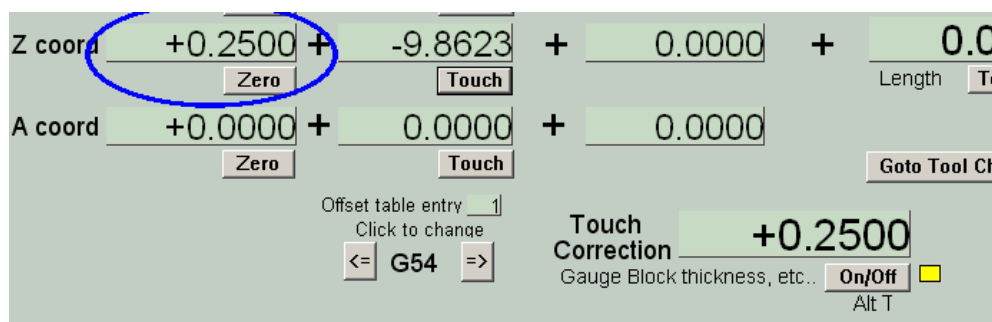 Z coord +0.2500 + -9.8623 + 0.0000 +
Zero Touch Length
A coord +0.0000 + 0.0000 + 0.0000
Zero Touch Goto Tool
Offset table entry 1
Click to change
<= G54 =>
Touch
Correction +0.2500
Gauge Block thickness, etc.. On/Off
Alt T